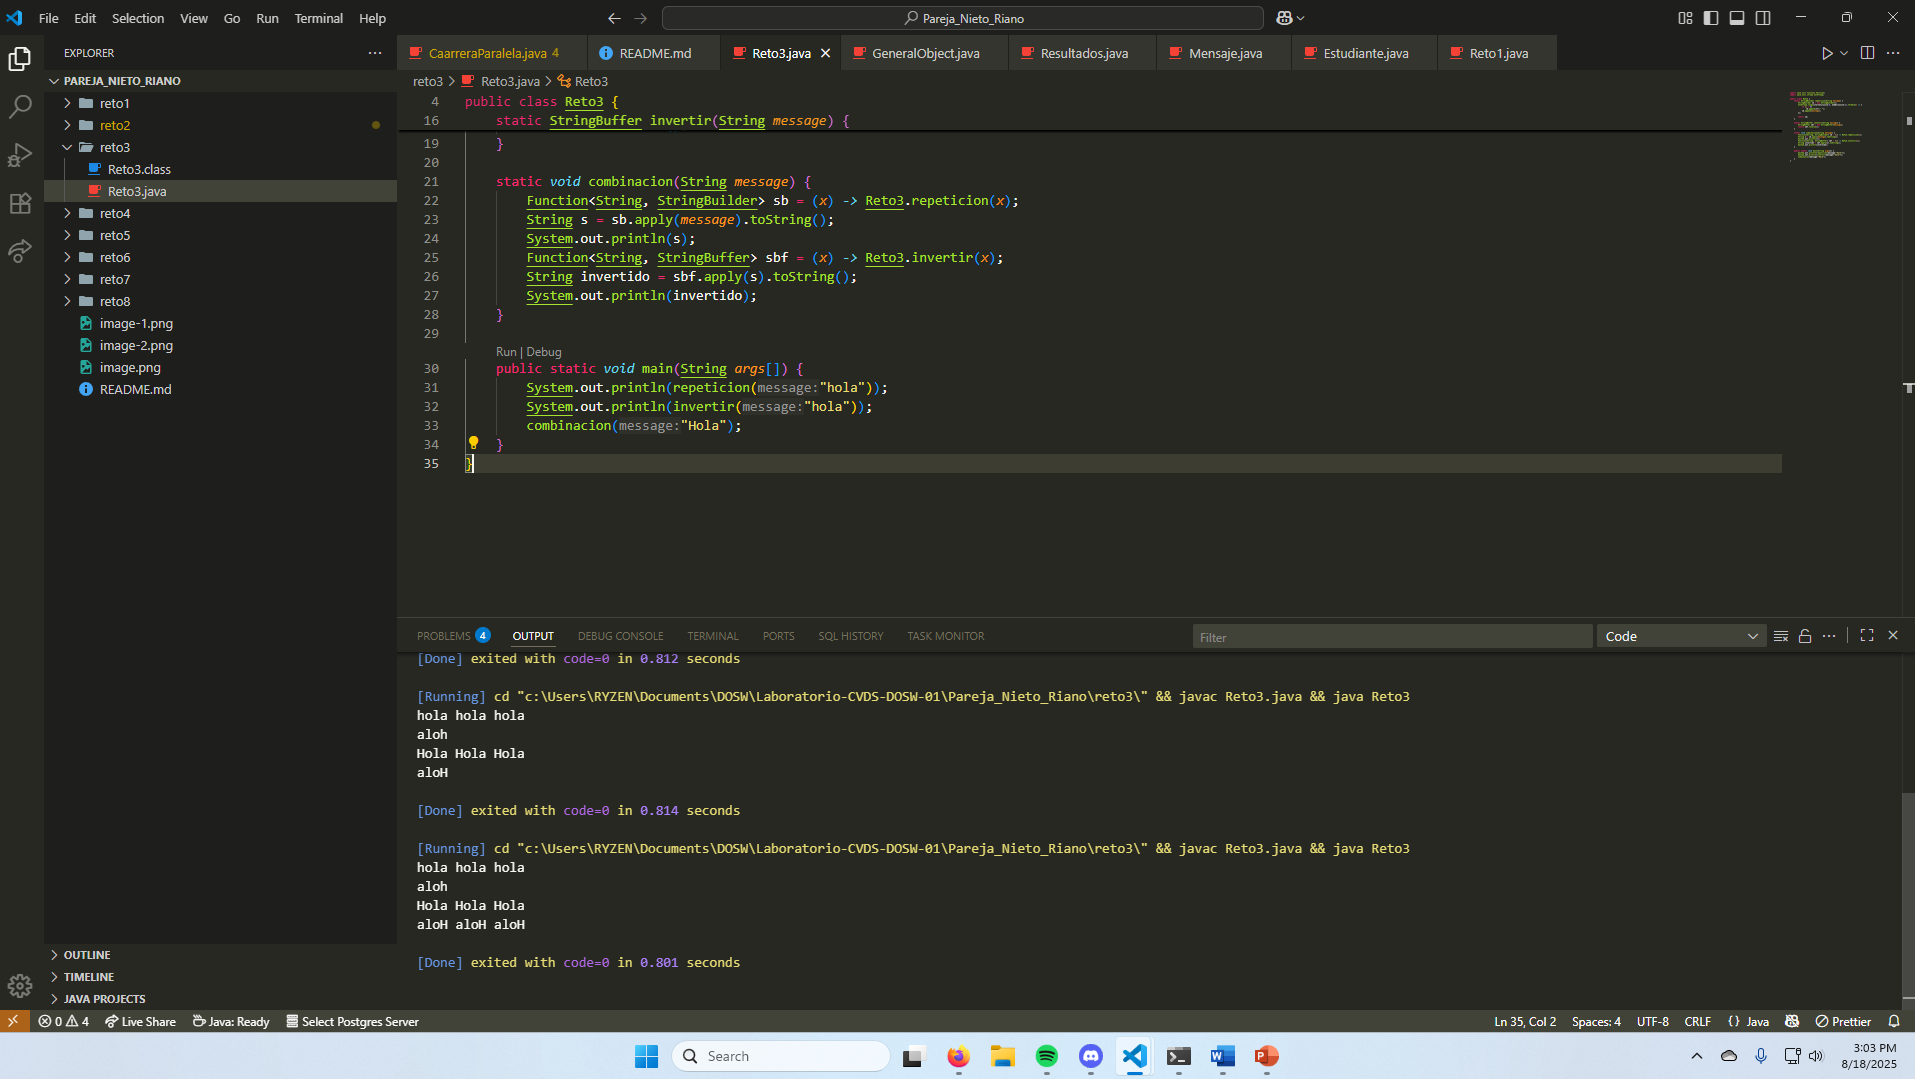 File Edit Selection View Go Run Terminal Help
Pareja_Nieto_Riano
EXPLORER
CaarreraParalela.java 4
README.md
Reto3.java
GeneralObject.java
Resultados.java
Mensaje.java
Estudiante.java
Reto1.java
PAREJA_NIETO_RIANO
reto1
reto2
reto3
Reto3.class
Reto3.java
reto4
reto5
reto6
reto7
reto8
image-1.png
image-2.png
image.png
README.md
OUTLINE
TIMELINE
JAVA PROJECTS
reto3 > Reto3.java > Reto3
4 public class Reto3 {
16 static StringBuffer invertir(String message) {
19 }
20
21 static void combinacion(String message) {
22 Function<String, StringBuilder> sb = (x) -> Reto3.repeticion(x);
23 String s = sb.apply(message).toString();
24 System.out.println(s);
25 Function<String, StringBuffer> sbf = (x) -> Reto3.invertir(x);
26 String invertido = sbf.apply(s).toString();
27 System.out.println(invertido);
28 }
29
Run | Debug
30 public static void main(String args[]) {
31 System.out.println(repeticion(message:"hola"));
32 System.out.println(invertir(message:"hola"));
33 combinacion(message:"Hola");
34 }
35 }
PROBLEMS 4 OUTPUT DEBUG CONSOLE TERMINAL PORTS SQL HISTORY TASK MONITOR
Filter
Code
[Done] exited with code=0 in 0.812 seconds
[Running] cd "c:\Users\RYZEN\Documents\DOSW\Laboratorio-CVDS-DOSW-01\Pareja_Nieto_Riano\reto3\" && javac Reto3.java && java Reto3
hola hola hola
aloh
Hola Hola Hola
aloH
[Done] exited with code=0 in 0.814 seconds
[Running] cd "c:\Users\RYZEN\Documents\DOSW\Laboratorio-CVDS-DOSW-01\Pareja_Nieto_Riano\reto3\" && javac Reto3.java && java Reto3
hola hola hola
aloh
Hola Hola Hola
aloH aloH aloH
[Done] exited with code=0 in 0.801 seconds
0 4 Live Share Java: Ready Select Postgres Server
Ln 35, Col 2 Spaces: 4 UTF-8 CRLF {} Java Prettier
Search
3:03 PM
8/18/2025